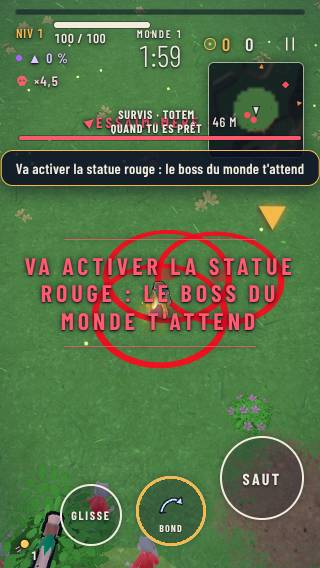 NIV 1
100 / 100
MONDE 1
1:59
0 0
0 %
×4,5
SURVIS · TOTEM
QUAND TU ES PRÊT
46 M
Va activer la statue rouge : le boss du monde t'attend
VA ACTIVER LA STATUE
ROUGE : LE BOSS DU
MONDE T'ATTEND
SAUT
GLISSE
BOND
1